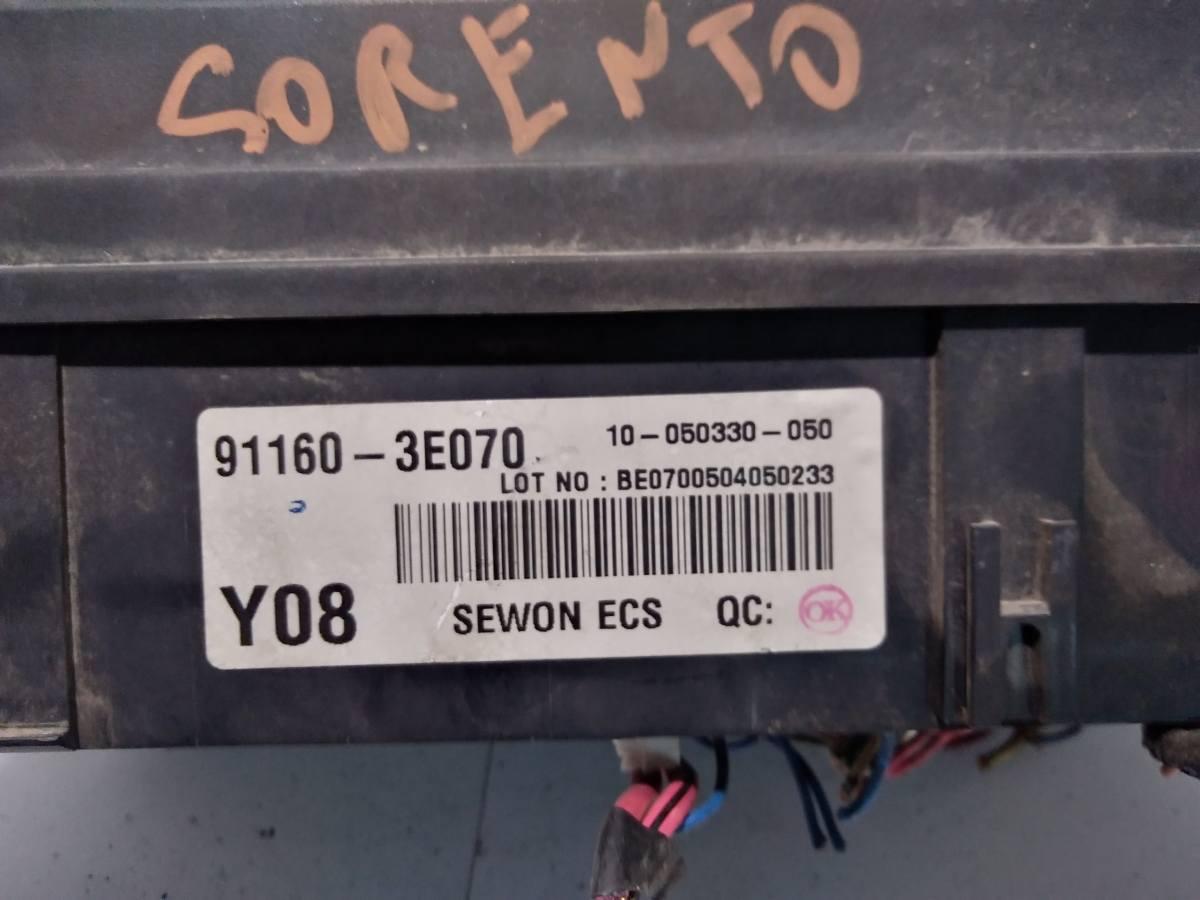 SORENTO
91160-3E070
10-050330-050
LOT NO : BE0700504050233
Y08
SEWON ECS QC: OK